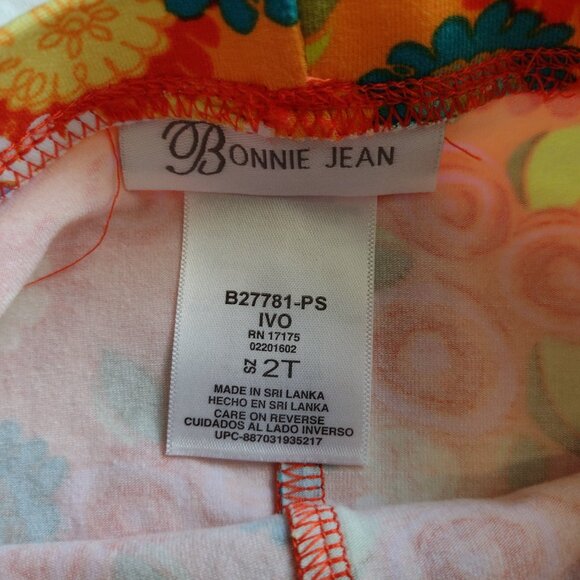 BONNIE JEAN
B27781-PS
IVO
RN 17175
02201602
SZ 2T
MADE IN SRI LANKA
HECHO EN SRI LANKA
CARE ON REVERSE
CUIDADOS AL LADO INVERSO
UPC-887031935217